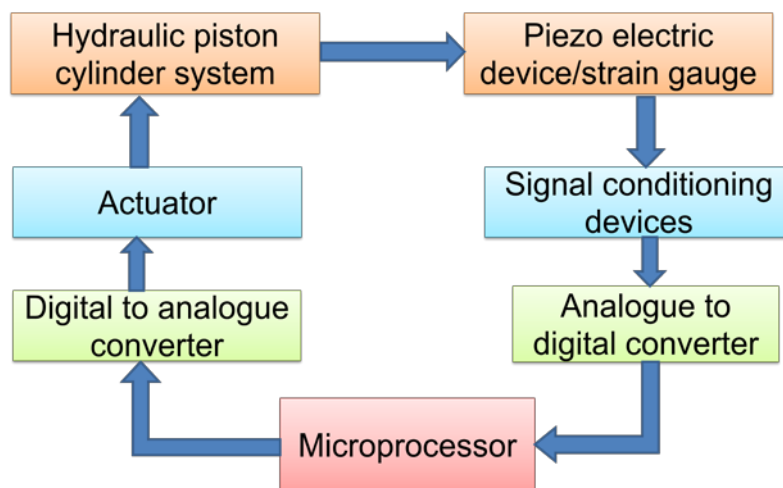 Hydraulic piston
cylinder system
Piezo electric
device/strain gauge
Actuator
Signal conditioning
devices
Digital to analogue
converter
Analogue to
digital converter
Microprocessor